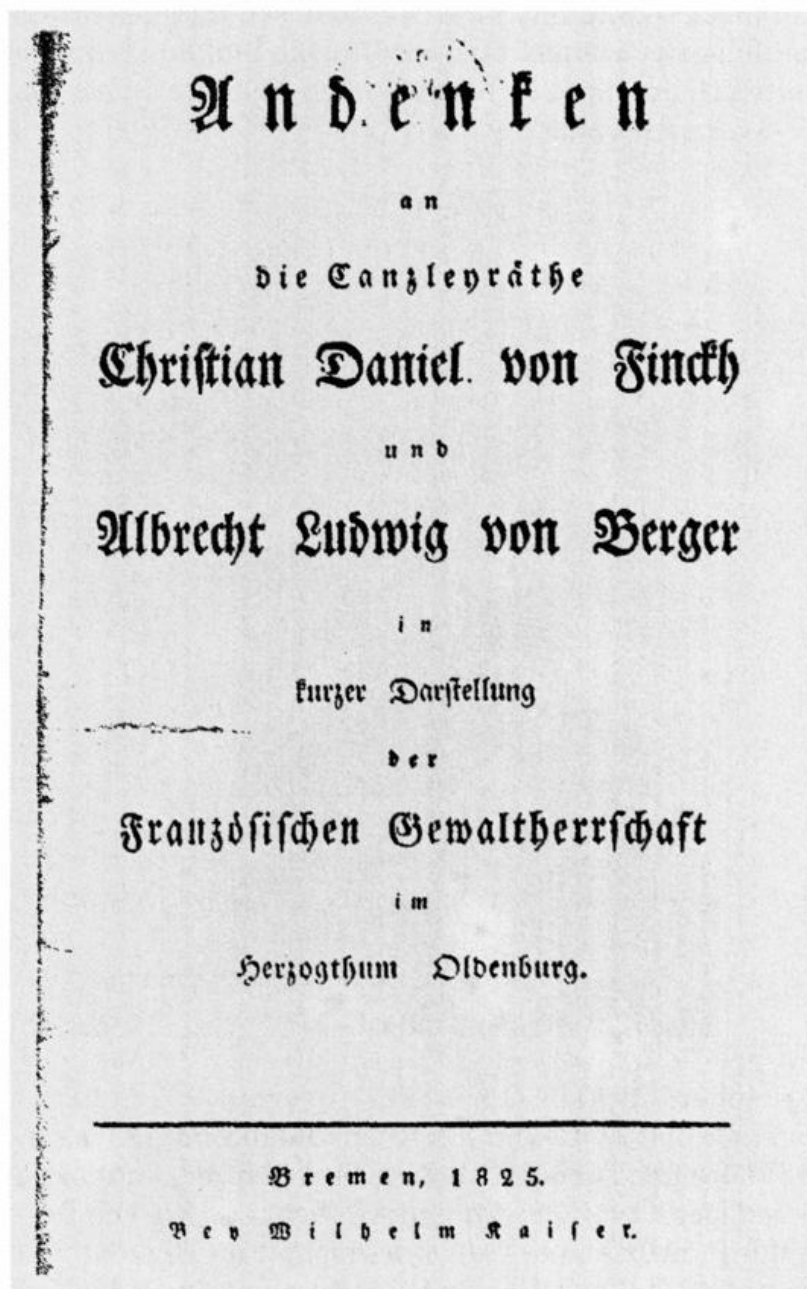 Andenken
an
die Canzleyräthe
Christian Daniel von Finckh
und
Albrecht Ludwig von Berger
in
kurzer Darstellung
der
Französischen Gewaltherrschaft
im
Herzogthum Oldenburg.
Bremen, 1825.
Bey Wilhelm Kaiser.